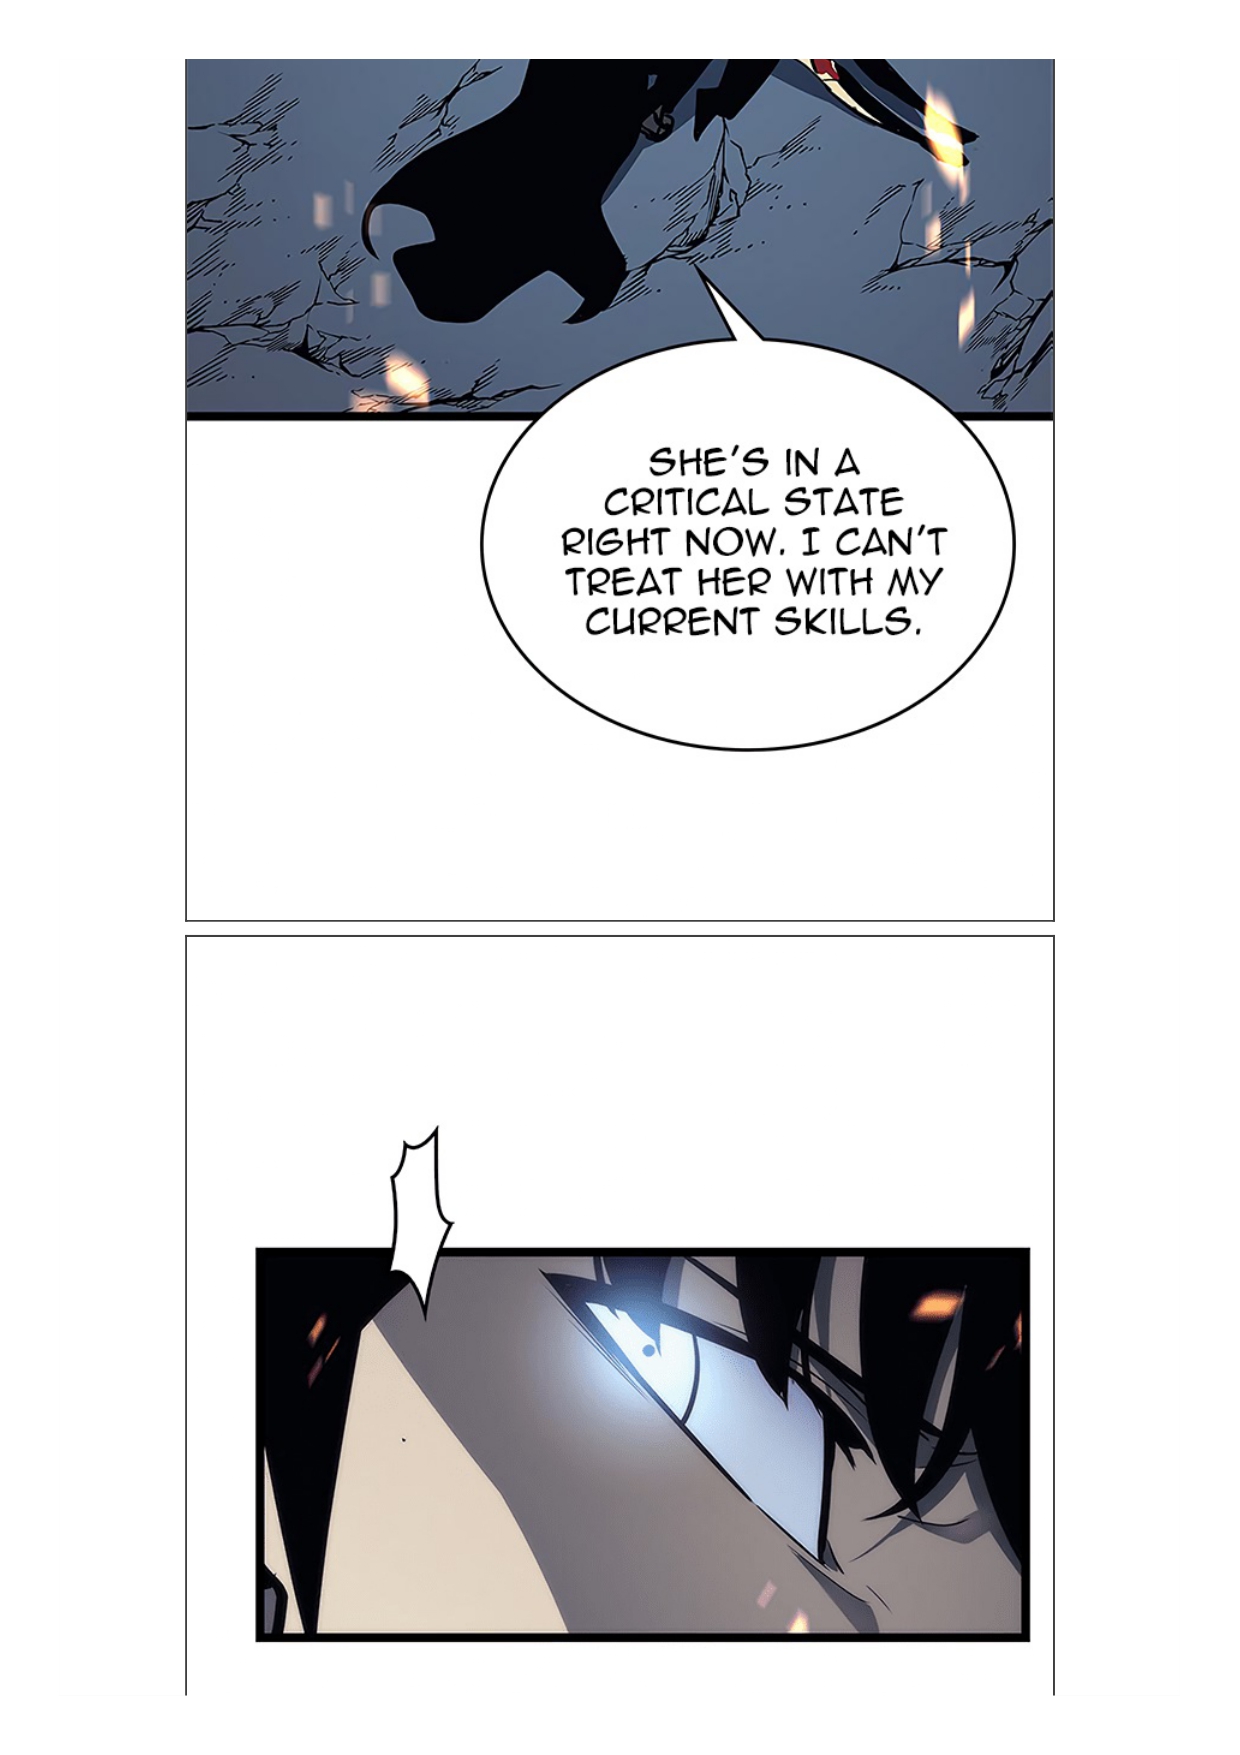 SHE'S IN A
CRITICAL STATE
RIGHT NOW. I CAN'T
TREAT HER WITH MY
CURRENT SKILLS.